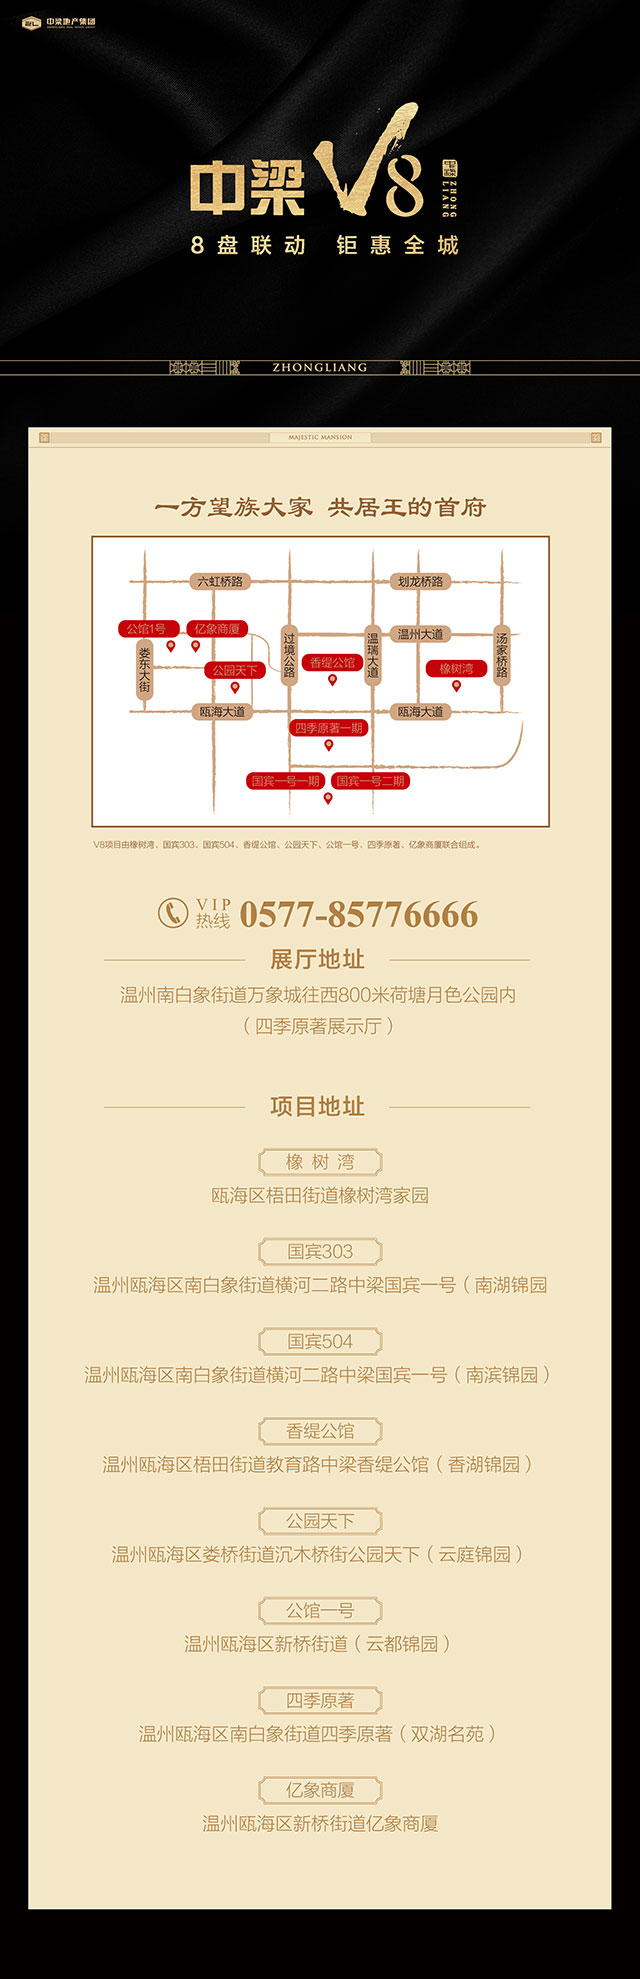 中梁地产集团
中梁V8
ZHONG LIANG
8盘联动 钜惠全城
ZHONGLIANG
MAJESTIC MANSION
一方望族大家 共居王的首府
六虹桥路
划龙桥路
公馆1号
亿象商厦
过境公路
温瑞大道
温州大道
汤家桥路
娄东大街
公园天下
香缇公馆
橡树湾
瓯海大道
瓯海大道
四季原著一期
国宾一号一期
国宾一号二期
V8项目由橡树湾、国宾303、国宾504、香缇公馆、公园天下、公馆一号、四季原著、亿象商厦联合组成。
VIP
热线
0577-85776666
展厅地址
温州南白象街道万象城往西800米荷塘月色公园内
（四季原著展示厅）
项目地址
橡树湾
瓯海区梧田街道橡树湾家园
国宾303
温州瓯海区南白象街道横河二路中梁国宾一号（南湖锦园
国宾504
温州瓯海区南白象街道横河二路中梁国宾一号（南滨锦园）
香缇公馆
温州瓯海区梧田街道教育路中梁香缇公馆（香湖锦园）
公园天下
温州瓯海区娄桥街道沉木桥街公园天下（云庭锦园）
公馆一号
温州瓯海区新桥街道（云都锦园）
四季原著
温州瓯海区南白象街道四季原著（双湖名苑）
亿象商厦
温州瓯海区新桥街道亿象商厦